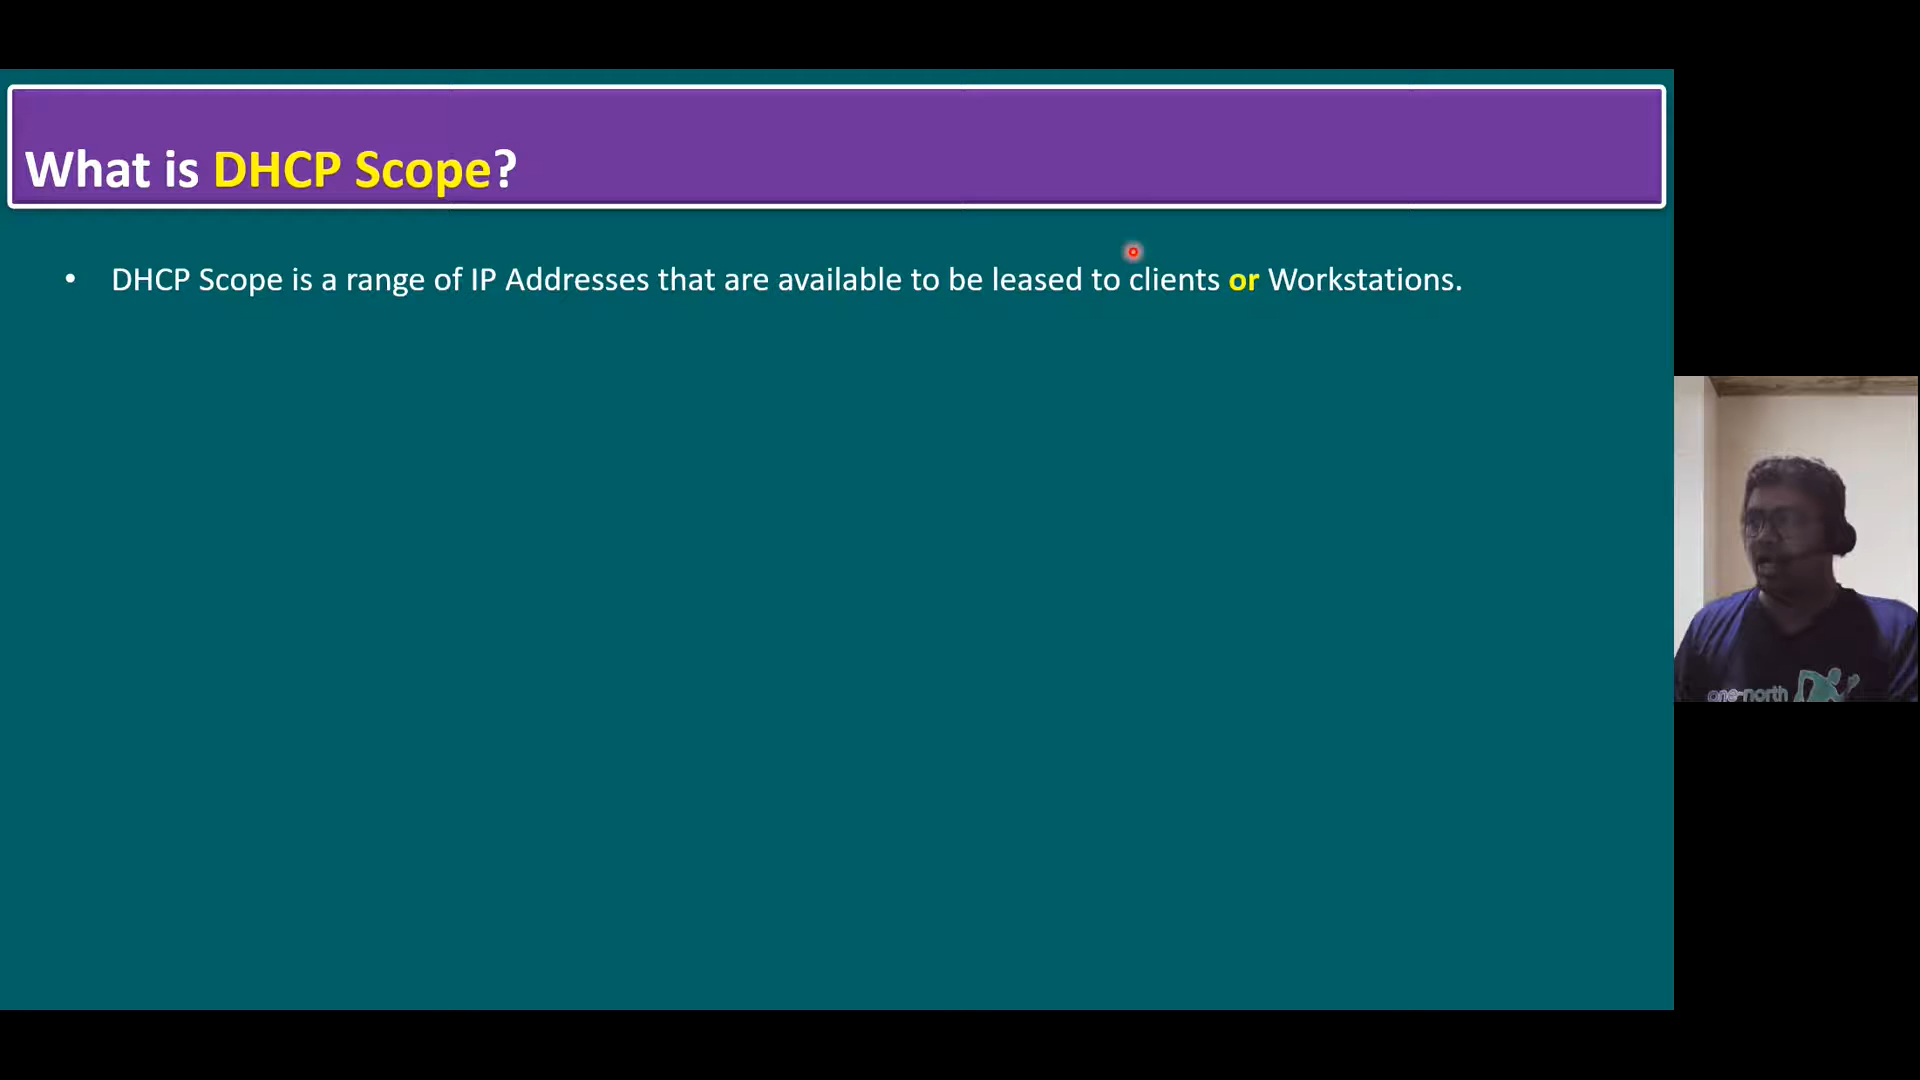 What is DHCP Scope?
• DHCP Scope is a range of IP Addresses that are available to be leased to clients or Workstations.
one-north